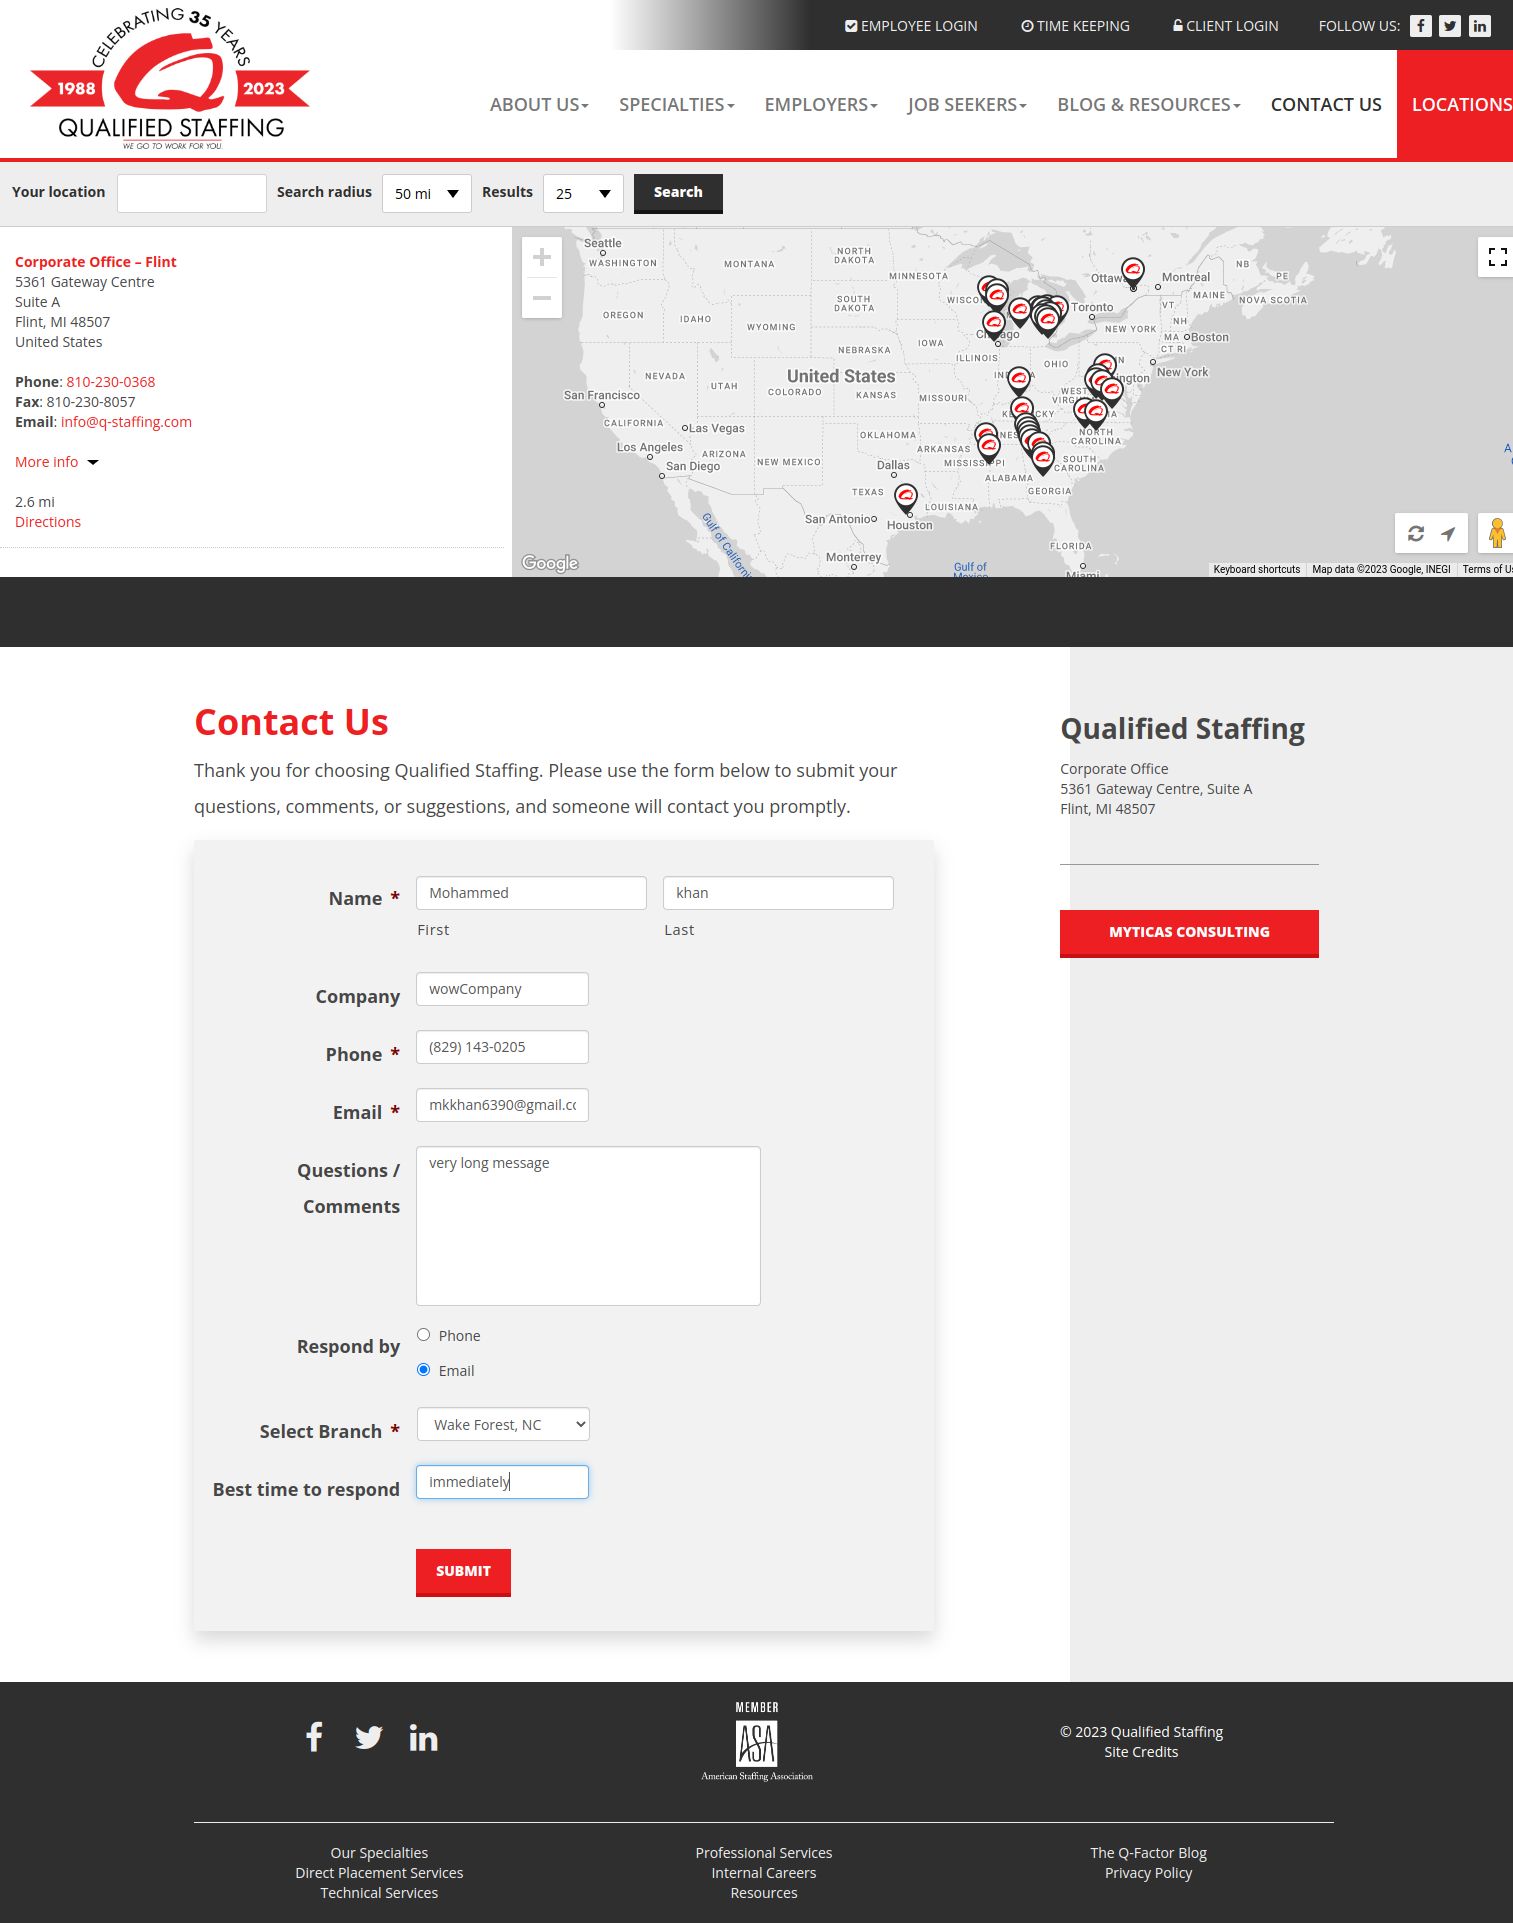 CELEBRATING 35 YEARS
1988 2023
QUALIFIED STAFFING
WE GO TO WORK FOR YOU.
EMPLOYEE LOGIN TIME KEEPING CLIENT LOGIN FOLLOW US:
ABOUT US SPECIALTIES EMPLOYERS JOB SEEKERS BLOG & RESOURCES CONTACT US LOCATIONS
Your location Search radius 50 mi Results 25 Search
Corporate Office – Flint
5361 Gateway Centre
Suite A
Flint, MI 48507
United States
Phone: 810-230-0368
Fax: 810-230-8057
Email: info@q-staffing.com
More info
2.6 mi
Directions
Seattle
WASHINGTON
MONTANA
NORTH
DAKOTA
MINNESOTA
Montreal
NB
PE
MAINE
NOVA SCOTIA
OREGON
IDAHO
WYOMING
SOUTH
DAKOTA
Toronto
VT
NH
NEW YORK
MA
Boston
CT RI
IOWA
NEBRASKA
ILLINOIS
OHIO
New York
NEVADA
UTAH
United States
COLORADO
KANSAS
MISSOURI
San Francisco
CALIFORNIA
Las Vegas
OKLAHOMA
ARKANSAS
NORTH
CAROLINA
Los Angeles
San Diego
ARIZONA
NEW MEXICO
Dallas
MISSISSIPPI
ALABAMA
SOUTH
CAROLINA
GEORGIA
TEXAS
LOUISIANA
San Antonio
Houston
Gulf of California
Monterrey
Gulf of
Mexico
FLORIDA
Miami
Google
Keyboard shortcuts Map data ©2023 Google, INEGI Terms of Us
Contact Us
Thank you for choosing Qualified Staffing. Please use the form below to submit your
questions, comments, or suggestions, and someone will contact you promptly.
Name * Mohammed khan
First Last
Company wowCompany
Phone * (829) 143-0205
Email * mkkhan6390@gmail.co
Questions / very long message
Comments
Respond by Phone
Email
Select Branch * Wake Forest, NC
Best time to respond immediately
SUBMIT
Qualified Staffing
Corporate Office
5361 Gateway Centre, Suite A
Flint, MI 48507
MYTICAS CONSULTING
MEMBER
ASA
American Staffing Association
© 2023 Qualified Staffing
Site Credits
Our Specialties
Direct Placement Services
Technical Services
Professional Services
Internal Careers
Resources
The Q-Factor Blog
Privacy Policy